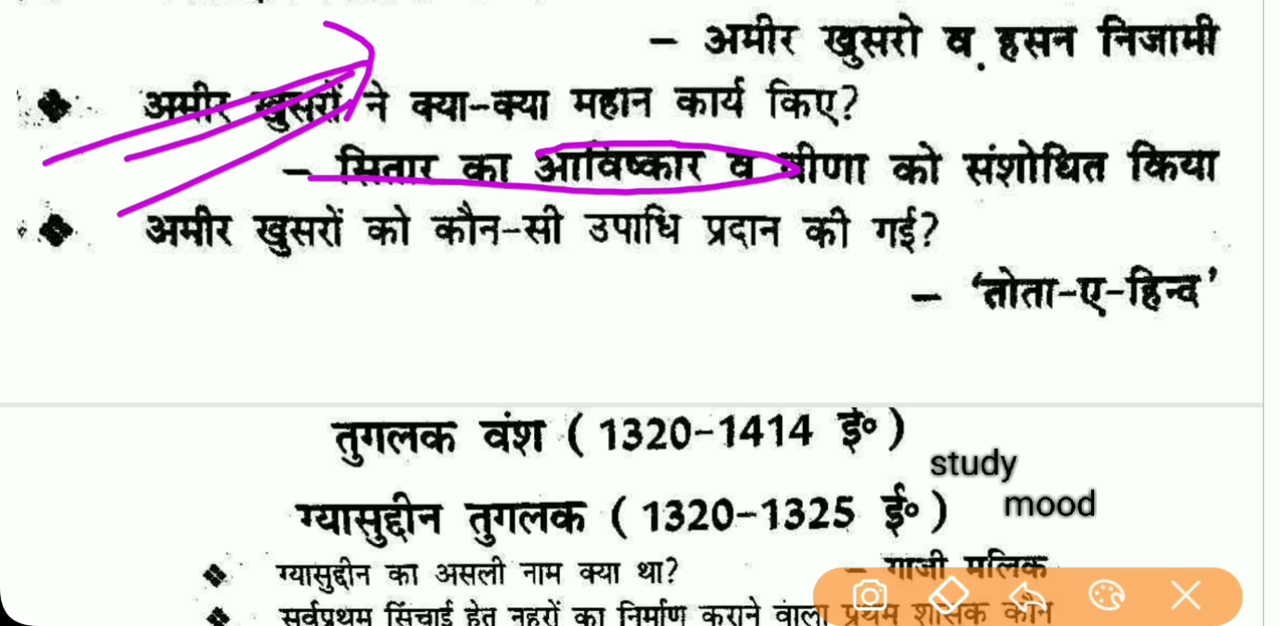 – अमीर खुसरो व हसन निजामी
❖ अमीर खुसरों ने क्या-क्या महान कार्य किए?
– सितार का आविष्कार व वीणा को संशोधित किया
❖ अमीर खुसरों को कौन-सी उपाधि प्रदान की गई?
– ‘तोता-ए-हिन्द’
तुगलक वंश ( 1320-1414 ई० )
study
ग्यासुद्दीन तुगलक ( 1320-1325 ई० )
mood
❖ ग्यासुद्दीन का असली नाम क्या था? – गाजी मलिक
❖ सर्वप्रथम सिंचाई हेतु नहरों का निर्माण कराने वाला प्रथम शासक कौन